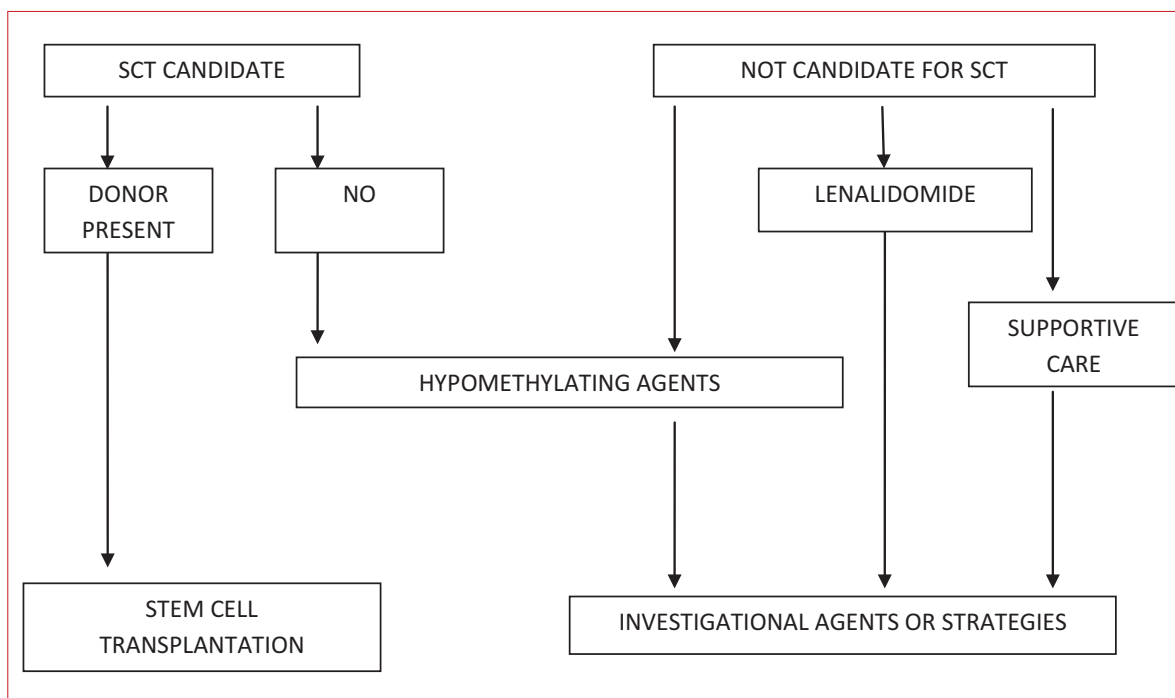 SCT CANDIDATE
NOT CANDIDATE FOR SCT
DONOR
PRESENT
NO
LENALIDOMIDE
SUPPORTIVE
CARE
HYPOMETHYLATING AGENTS
STEM CELL
TRANSPLANTATION
INVESTIGATIONAL AGENTS OR STRATEGIES